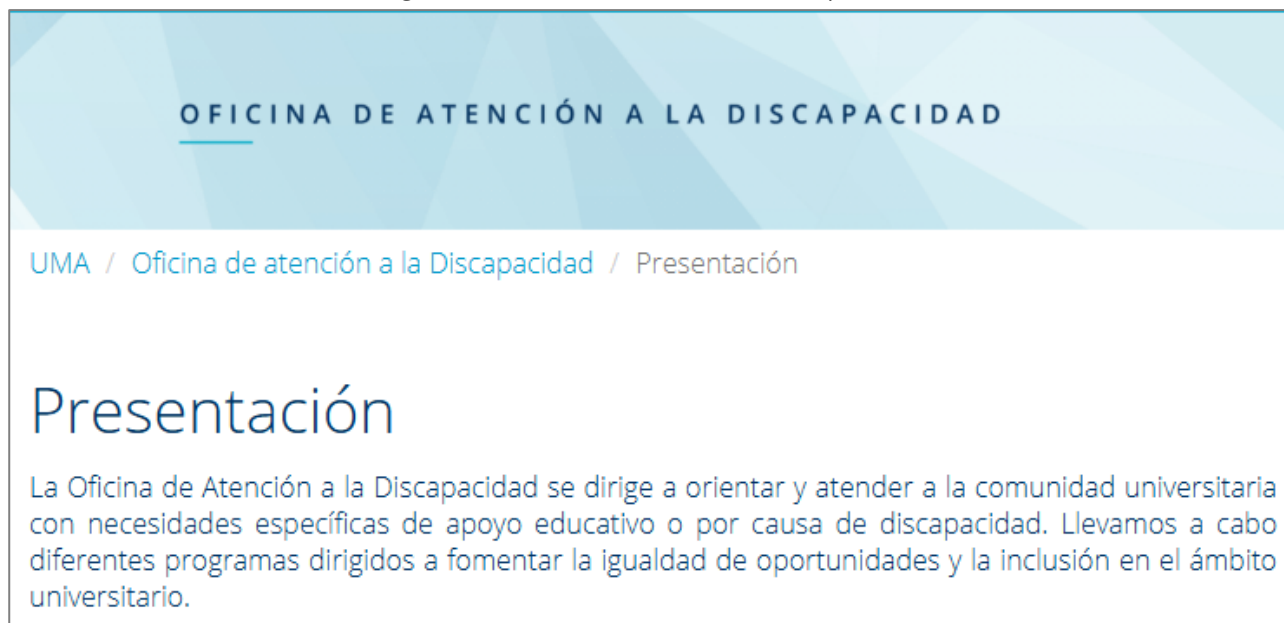 OFICINA DE ATENCIÓN A LA DISCAPACIDAD
UMA / Oficina de atención a la Discapacidad / Presentación
Presentación
La Oficina de Atención a la Discapacidad se dirige a orientar y atender a la comunidad universitaria
con necesidades específicas de apoyo educativo o por causa de discapacidad. Llevamos a cabo
diferentes programas dirigidos a fomentar la igualdad de oportunidades y la inclusión en el ámbito
universitario.